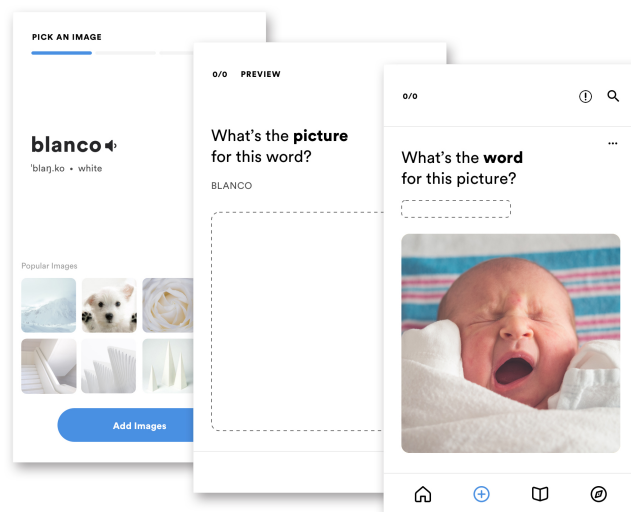 PICK AN IMAGE
blanco
'blaŋ.ko • white
Popular Images
Add Images
0/0 PREVIEW
What's the picture
for this word?
BLANCO
0/0
What's the word
for this picture?